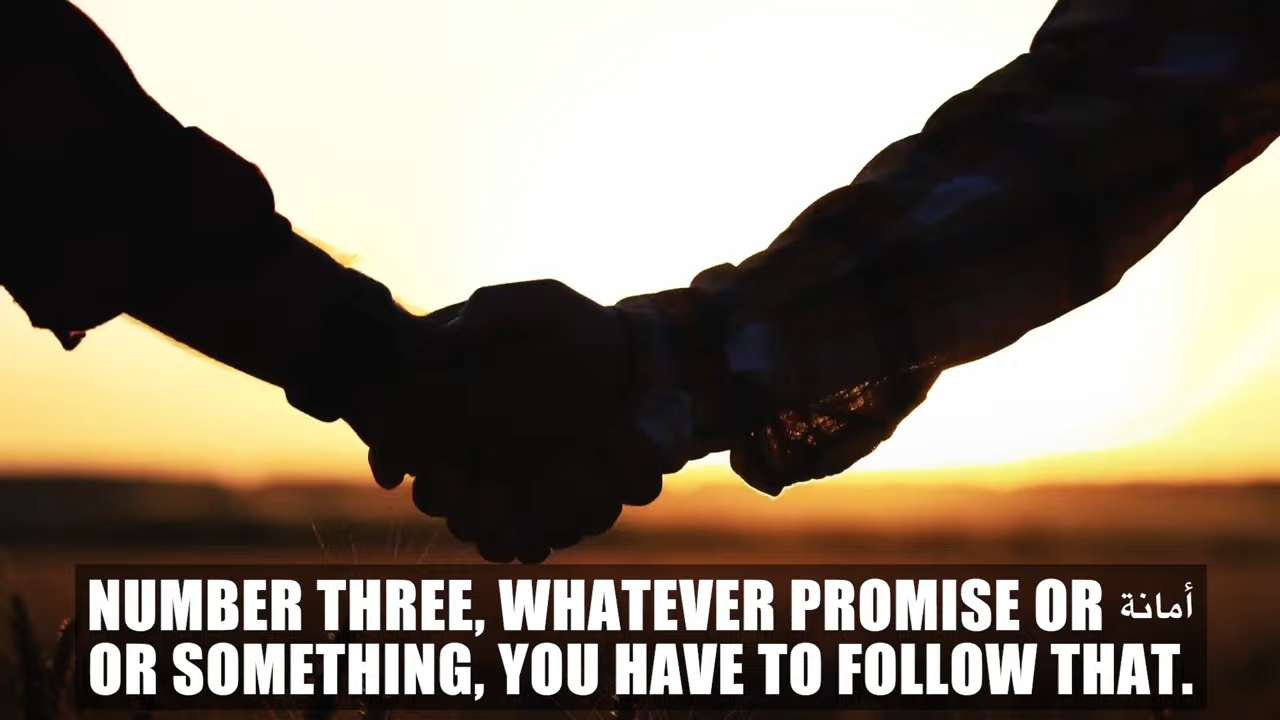 NUMBER THREE, WHATEVER PROMISE OR أمانة
OR SOMETHING, YOU HAVE TO FOLLOW THAT.